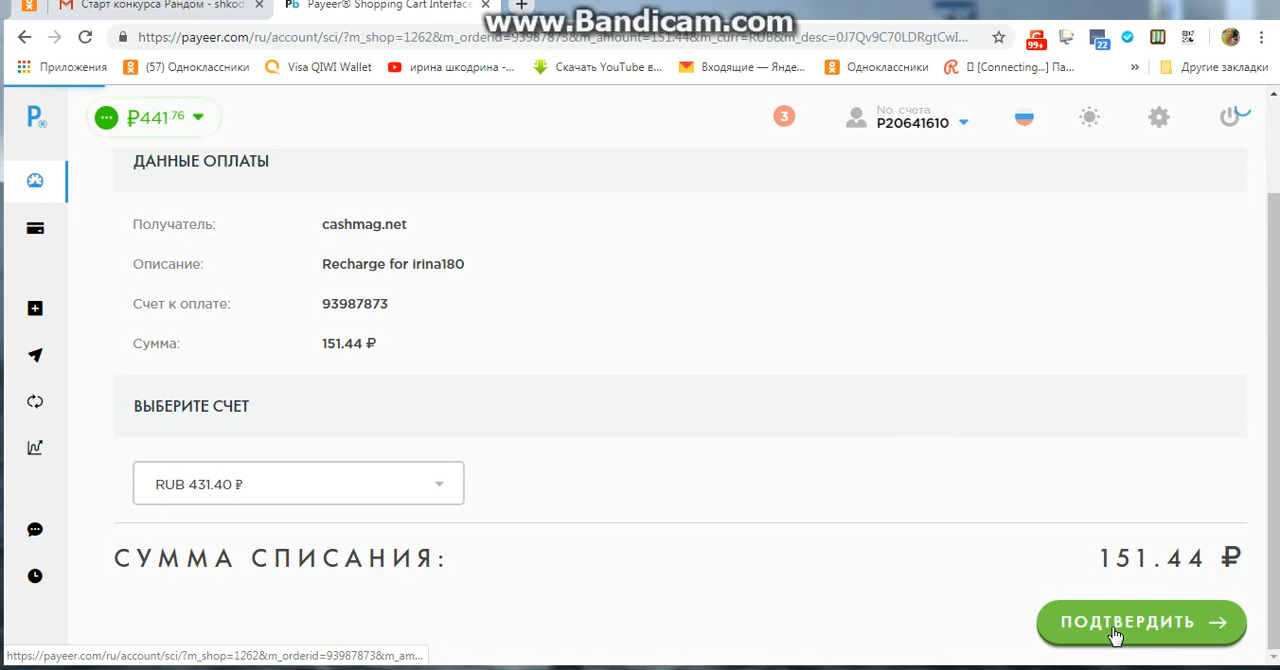 Старт конкурса Рандом - shkod
Payeer® Shopping Cart Interface
www.Bandicam.com
https://payeer.com/ru/account/sci/?m_shop=1262&m_orderid=93987873&m_amount=151.44&m_curr=RUB&m_desc=0J7Qv9C70LDRgtCw...
99+
22
Приложения
(57) Одноклассники
Visa QIWI Wallet
ирина шкодрина -...
Скачать YouTube в...
Входящие — Янде...
Одноклассники
[Connecting...] Па...
»
Другие закладки
₽441.76
3
No. счета
P20641610
ДАННЫЕ ОПЛАТЫ
Получатель: cashmag.net
Описание: Recharge for irina180
Счет к оплате: 93987873
Сумма: 151.44 ₽
ВЫБЕРИТЕ СЧЕТ
RUB 431.40 ₽
СУММА СПИСАНИЯ: 151.44 ₽
ПОДТВЕРДИТЬ →
https://payeer.com/ru/account/sci/?m_shop=1262&m_orderid=93987873&m_am...